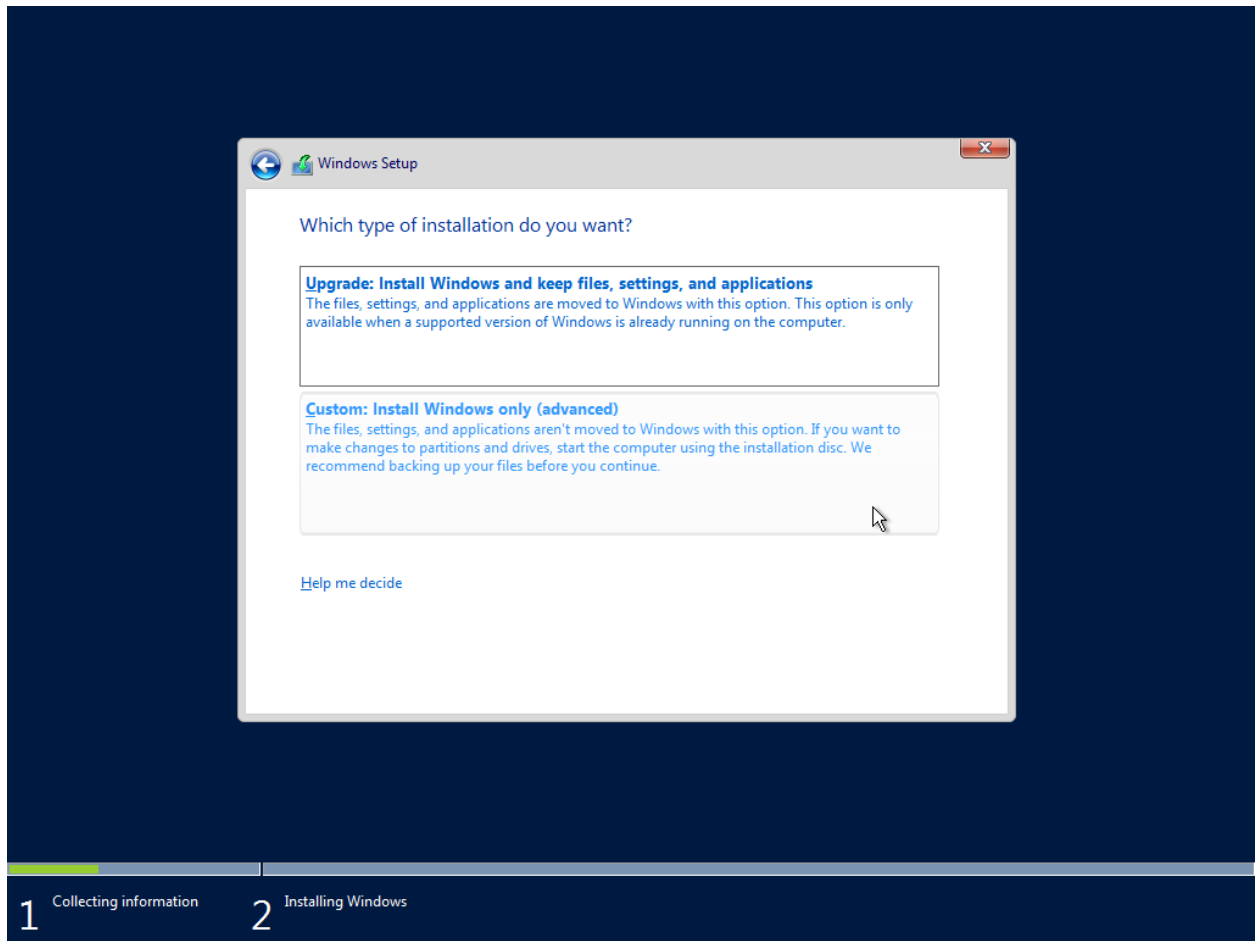 Windows Setup
Which type of installation do you want?
Upgrade: Install Windows and keep files, settings, and applications
The files, settings, and applications are moved to Windows with this option. This option is only
available when a supported version of Windows is already running on the computer.
Custom: Install Windows only (advanced)
The files, settings, and applications aren't moved to Windows with this option. If you want to
make changes to partitions and drives, start the computer using the installation disc. We
recommend backing up your files before you continue.
Help me decide
1 Collecting information 2 Installing Windows